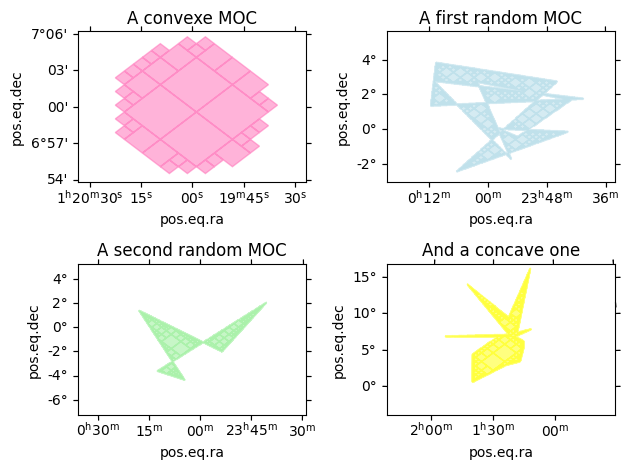 A convexe MOC
7°06'
03'
00'
6°57'
54'
pos.eq.dec
1ʰ20ᵐ30ˢ 15ˢ 00ˢ 19ᵐ45ˢ 30ˢ
pos.eq.ra
A first random MOC
4°
2°
0°
-2°
pos.eq.dec
0ʰ12ᵐ 00ᵐ 23ʰ48ᵐ 36ᵐ
pos.eq.ra
A second random MOC
4°
2°
0°
-2°
-4°
-6°
pos.eq.dec
0ʰ30ᵐ 15ᵐ 00ᵐ 23ʰ45ᵐ 30ᵐ
pos.eq.ra
And a concave one
15°
10°
5°
0°
pos.eq.dec
2ʰ00ᵐ 1ʰ30ᵐ 00ᵐ
pos.eq.ra